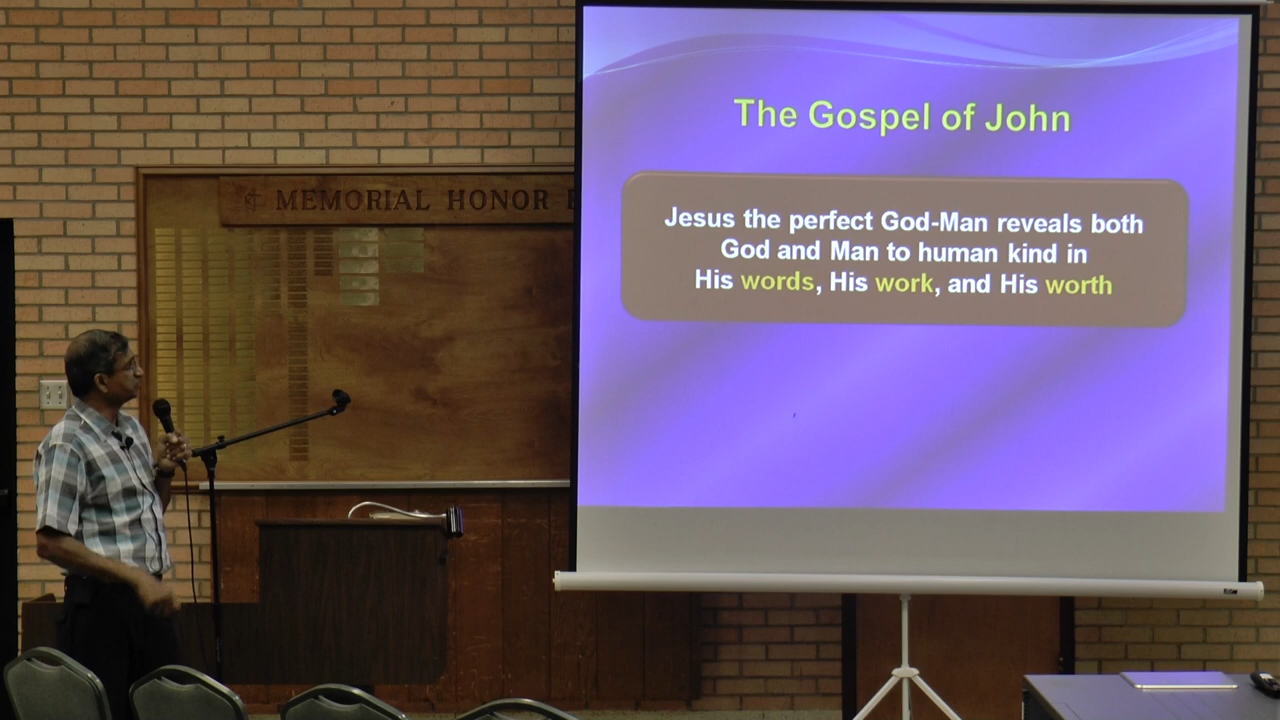 MEMORIAL HONOR
The Gospel of John
Jesus the perfect God-Man reveals both
God and Man to human kind in
His words, His work, and His worth